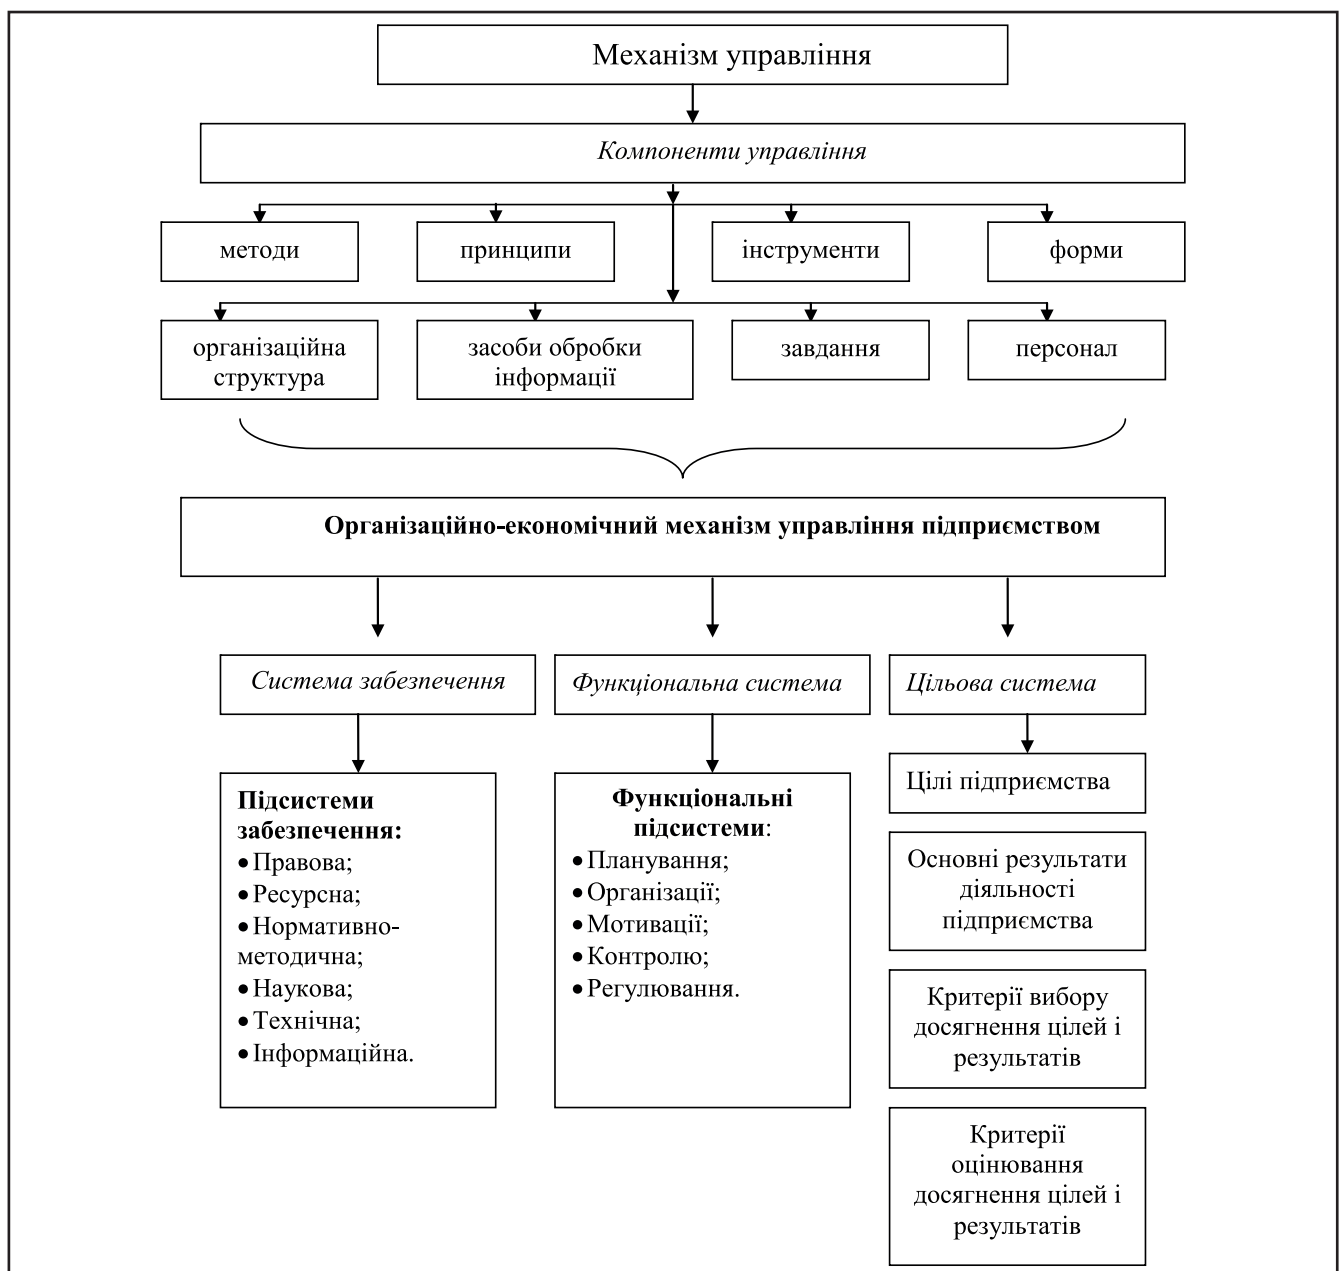 Механізм управління
Компоненти управління
методи
принципи
інструменти
форми
організаційна
структура
засоби обробки
інформації
завдання
персонал
Організаційно-економічний механізм управління підприємством
Система забезпечення
Функціональна система
Цільова система
Підсистеми
забезпечення:
•Правова;
•Ресурсна;
•Нормативно-
методична;
•Наукова;
•Технічна;
•Інформаційна.
Функціональні
підсистеми:
•Планування;
•Організації;
•Мотивації;
•Контролю;
•Регулювання.
Цілі підприємства
Основні результати
діяльності
підприємства
Критерії вибору
досягнення цілей і
результатів
Критерії
оцінювання
досягнення цілей і
результатів